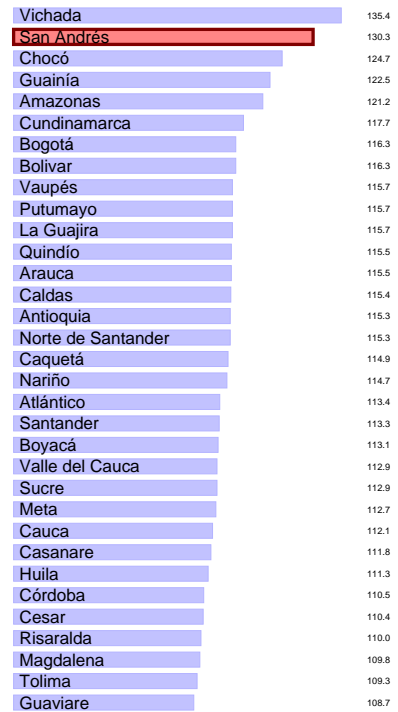 Vichada 135.4
San Andrés 130.3
Chocó 124.7
Guainía 122.5
Amazonas 121.2
Cundinamarca 117.7
Bogotá 116.3
Bolivar 116.3
Vaupés 115.7
Putumayo 115.7
La Guajira 115.7
Quindío 115.5
Arauca 115.5
Caldas 115.4
Antioquia 115.3
Norte de Santander 115.3
Caquetá 114.9
Nariño 114.7
Atlántico 113.4
Santander 113.3
Boyacá 113.1
Valle del Cauca 112.9
Sucre 112.9
Meta 112.7
Cauca 112.1
Casanare 111.8
Huila 111.3
Córdoba 110.5
Cesar 110.4
Risaralda 110.0
Magdalena 109.8
Tolima 109.3
Guaviare 108.7